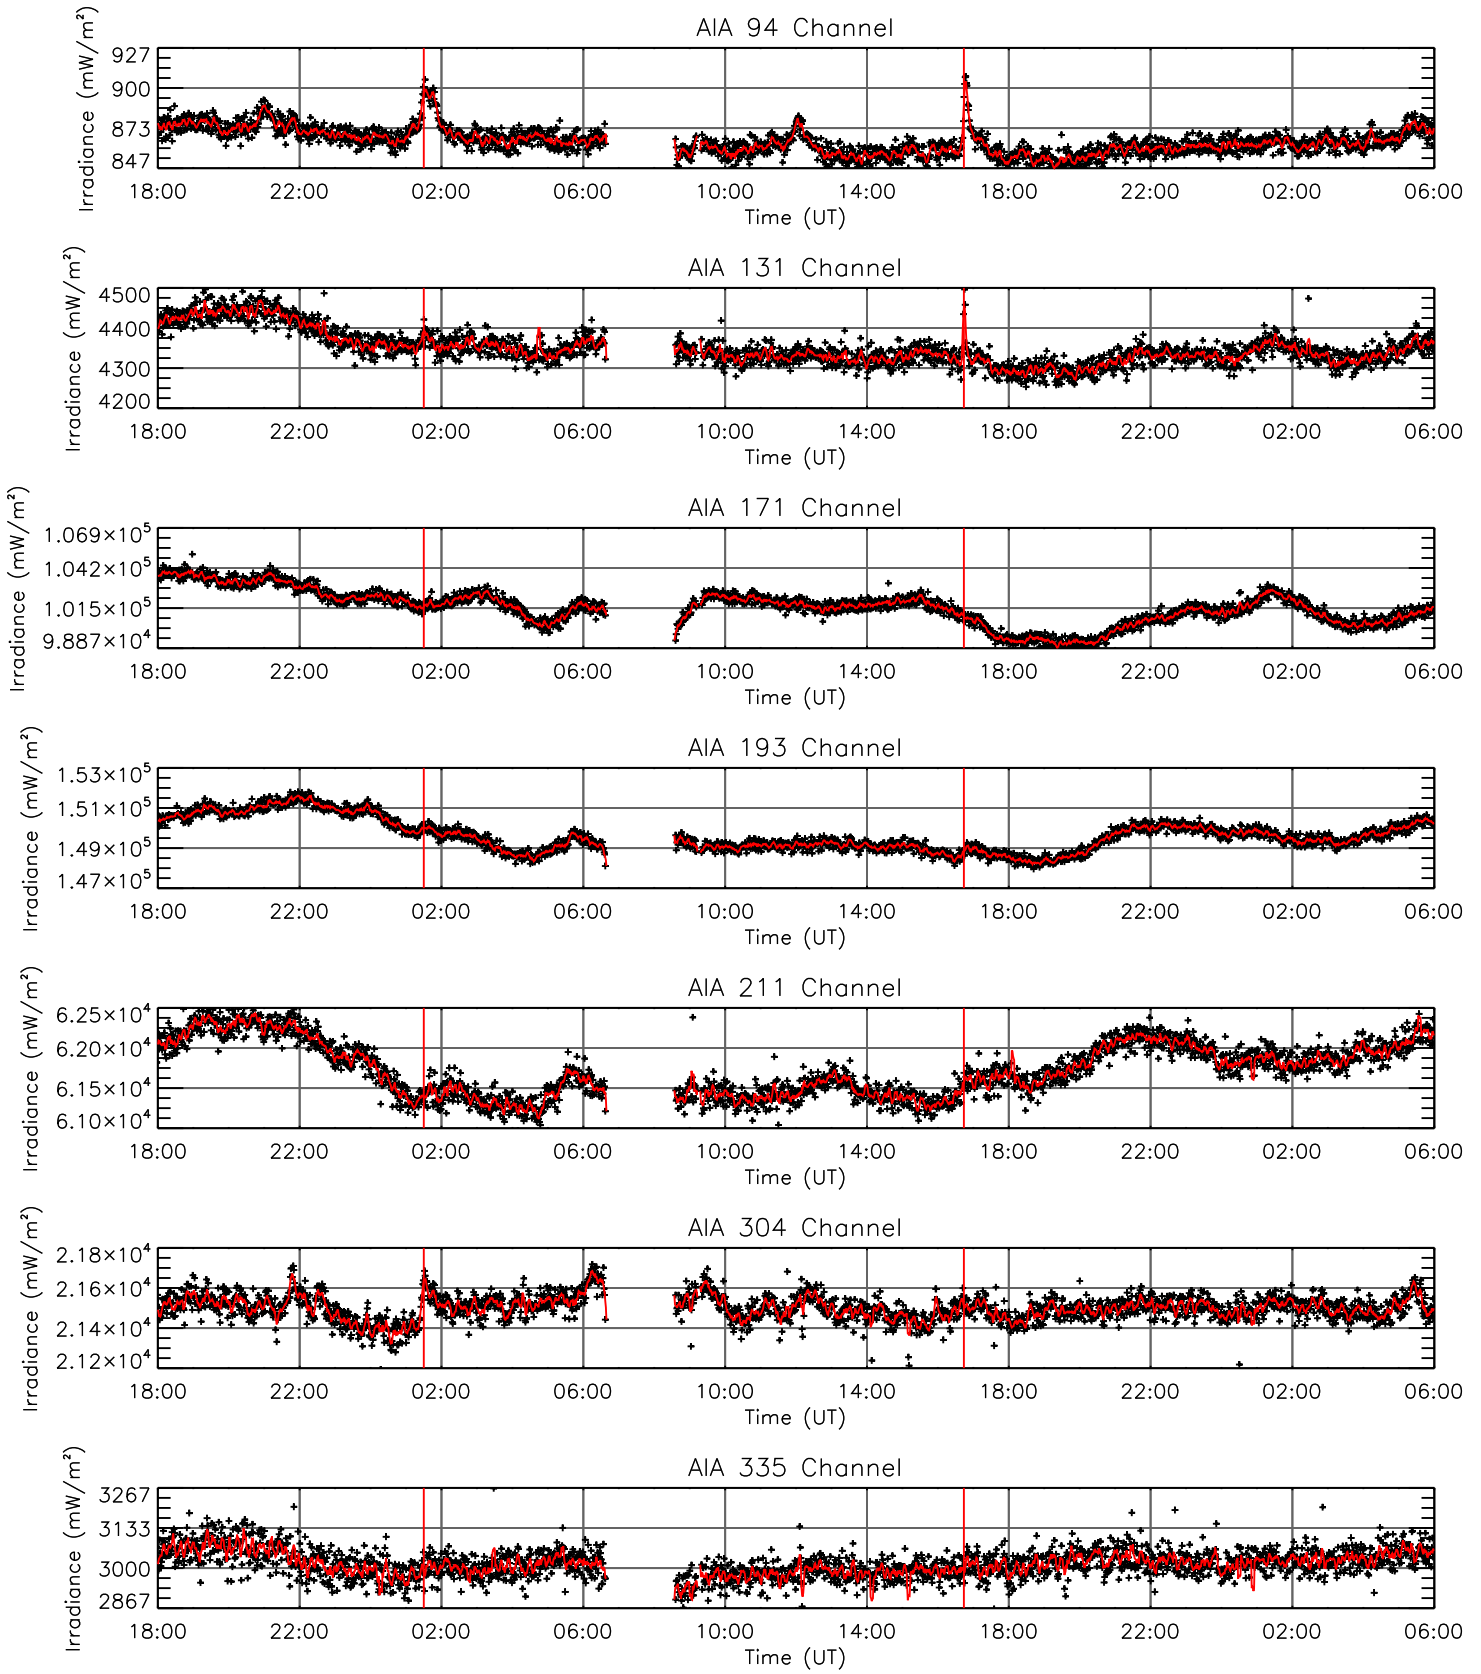 AIA 94 Channel
Irradiance (mW/m²)
927
900
873
847
18:00 22:00 02:00 06:00 10:00 14:00 18:00 22:00 02:00 06:00
Time (UT)
AIA 131 Channel
Irradiance (mW/m²)
4500
4400
4300
4200
18:00 22:00 02:00 06:00 10:00 14:00 18:00 22:00 02:00 06:00
Time (UT)
AIA 171 Channel
Irradiance (mW/m²)
1.069×10⁵
1.042×10⁵
1.015×10⁵
9.887×10⁴
18:00 22:00 02:00 06:00 10:00 14:00 18:00 22:00 02:00 06:00
Time (UT)
AIA 193 Channel
Irradiance (mW/m²)
1.53×10⁵
1.51×10⁵
1.49×10⁵
1.47×10⁵
18:00 22:00 02:00 06:00 10:00 14:00 18:00 22:00 02:00 06:00
Time (UT)
AIA 211 Channel
Irradiance (mW/m²)
6.25×10⁴
6.20×10⁴
6.15×10⁴
6.10×10⁴
18:00 22:00 02:00 06:00 10:00 14:00 18:00 22:00 02:00 06:00
Time (UT)
AIA 304 Channel
Irradiance (mW/m²)
2.18×10⁴
2.16×10⁴
2.14×10⁴
2.12×10⁴
18:00 22:00 02:00 06:00 10:00 14:00 18:00 22:00 02:00 06:00
Time (UT)
AIA 335 Channel
Irradiance (mW/m²)
3267
3133
3000
2867
18:00 22:00 02:00 06:00 10:00 14:00 18:00 22:00 02:00 06:00
Time (UT)